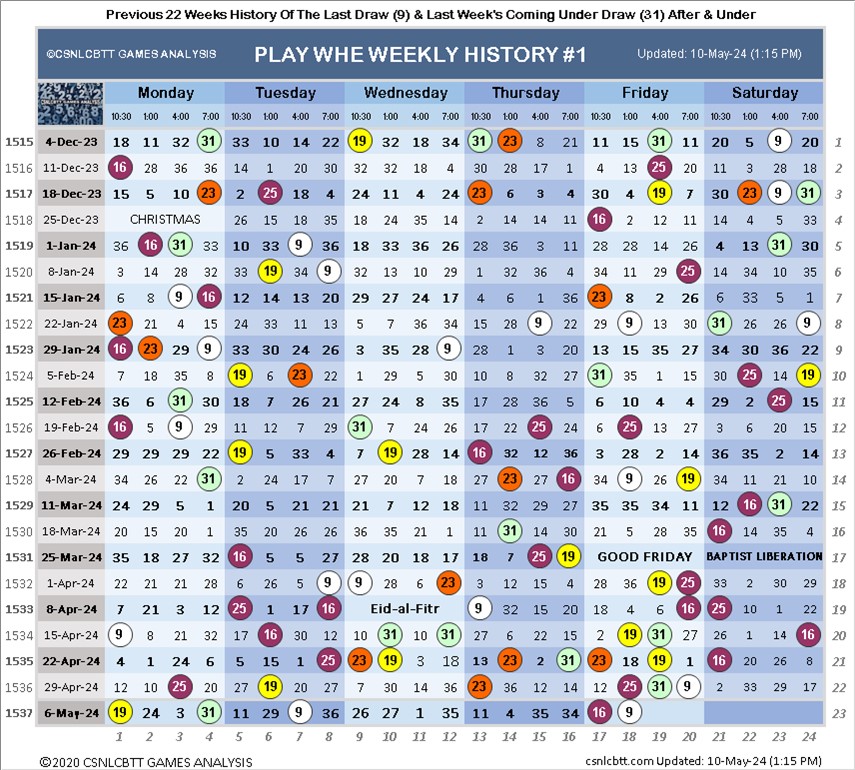 Previous 22 Weeks History Of The Last Draw (9) & Last Week's Coming Under Draw (31) After & Under
©CSNLCBTT GAMES ANALYSIS PLAY WHE WEEKLY HISTORY #1 Updated: 10-May-24 (1:15 PM)
Monday Tuesday Wednesday Thursday Friday Saturday
CSNLCBTT GAMES ANALYSIS 10:30 1:00 4:00 7:00 10:30 1:00 4:00 7:00 10:30 1:00 4:00 7:00 10:30 1:00 4:00 7:00 10:30 1:00 4:00 7:00 10:30 1:00 4:00 7:00
1515 4-Dec-23 18 11 32 31 33 10 14 22 19 32 18 34 31 23 8 21 11 15 31 11 20 5 9 20 1
1516 11-Dec-23 16 28 36 36 14 1 20 30 32 32 18 4 30 28 17 1 4 13 25 20 11 3 28 18 2
1517 18-Dec-23 15 5 10 23 2 25 18 4 24 11 4 24 23 6 3 4 30 4 19 7 30 23 9 31 3
1518 25-Dec-23 CHRISTMAS 26 15 18 35 18 24 35 14 2 14 14 11 16 4 2 12 11 14 4 5 33 4
1519 1-Jan-24 36 16 31 33 10 33 9 36 18 33 36 26 28 36 3 11 28 28 14 26 4 13 31 30 5
1520 8-Jan-24 3 14 28 32 33 19 34 9 32 13 10 29 1 32 36 4 34 11 29 25 14 34 10 35 6
1521 15-Jan-24 6 8 9 16 12 14 13 20 29 27 24 17 4 6 1 36 23 8 2 26 6 33 5 1 7
1522 22-Jan-24 23 21 4 15 24 33 11 13 5 7 36 34 15 28 9 29 9 13 30 31 26 24 9 8
1523 29-Jan-24 16 23 29 9 33 30 24 26 3 35 28 9 28 1 3 20 13 15 35 27 34 30 36 22 9
1524 5-Feb-24 7 18 35 8 19 6 23 22 1 29 5 30 10 8 32 27 31 35 1 15 32 25 14 19 10
1525 12-Feb-24 36 6 31 30 18 7 26 21 27 24 8 35 17 28 36 5 6 10 4 4 29 2 25 15 11
1526 19-Feb-24 16 5 9 29 11 12 7 29 31 7 26 12 17 22 25 24 6 25 28 13 3 6 20 15 12
1527 26-Feb-24 29 29 29 22 19 5 33 4 7 19 28 14 16 32 12 36 3 28 2 14 36 35 2 14 13
1528 4-Mar-24 34 26 22 31 2 24 17 7 27 20 20 35 14 23 7 16 34 9 26 19 34 11 21 10 14
1529 11-Mar-24 24 29 5 1 20 5 21 21 21 7 12 18 11 32 29 27 35 35 34 11 12 16 31 22 15
1530 18-Mar-24 20 15 20 1 35 20 26 26 36 35 21 1 11 31 14 30 21 5 28 35 16 14 35 4 16
1531 25-Mar-24 35 18 27 32 16 5 5 27 28 20 18 17 18 7 25 19 GOOD FRIDAY BAPTIST LIBERATION 17
1532 1-Apr-24 22 21 21 28 6 26 5 9 9 28 6 23 3 12 15 4 28 36 19 25 33 2 30 29 18
1533 8-Apr-24 7 21 3 12 25 1 17 16 Eid-al-Fitr 9 32 15 20 18 4 6 16 25 10 1 22 19
1534 15-Apr-24 9 8 21 32 17 16 30 12 10 31 10 31 27 6 22 15 2 19 31 27 26 1 24 16 20
1535 22-Apr-24 4 1 24 6 5 15 1 25 23 19 3 18 13 23 2 31 23 18 19 1 16 20 26 8 21
1536 29-Apr-24 12 10 25 20 27 19 20 27 7 30 14 36 23 36 12 14 12 25 31 9 2 33 29 17 22
1537 6-May-24 19 24 3 31 11 29 9 36 26 27 1 12 11 4 35 34 16 9 23
1 2 3 4 5 6 7 8 9 10 11 12 13 14 15 16 17 18 19 20 21 22 23 24
©2020 CSNLCBTT GAMES ANALYSIS csnlcbtt.com Updated: 10-May-24 (1:15 PM)